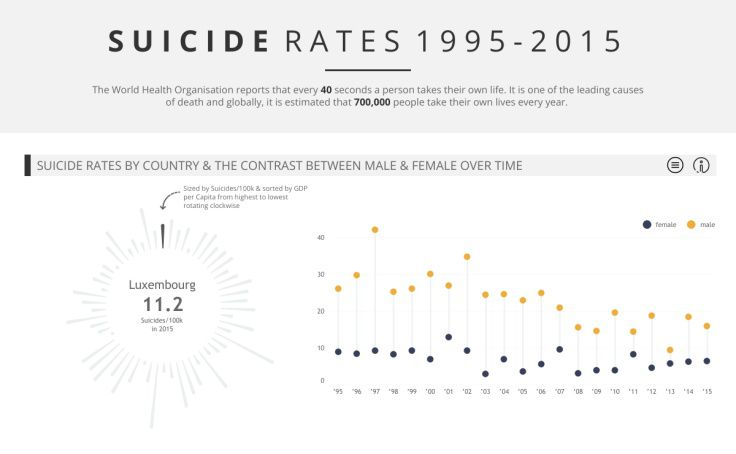 SUICIDE RATES 1995-2015
The World Health Organisation reports that every 40 seconds a person takes their own life. It is one of the leading causes
of death and globally, it is estimated that 700,000 people take their own lives every year.
SUICIDE RATES BY COUNTRY & THE CONTRAST BETWEEN MALE & FEMALE OVER TIME
Sized by Suicides/100k & sorted by GDP
per Capita from highest to lowest
rotating clockwise
Luxembourg
11.2
Suicides/100k
in 2015
female male
40
30
20
10
0
'95 '96 '97 '98 '99 '00 '01 '02 '03 '04 '05 '06 '07 '08 '09 '10 '11 '12 '13 '14 '15